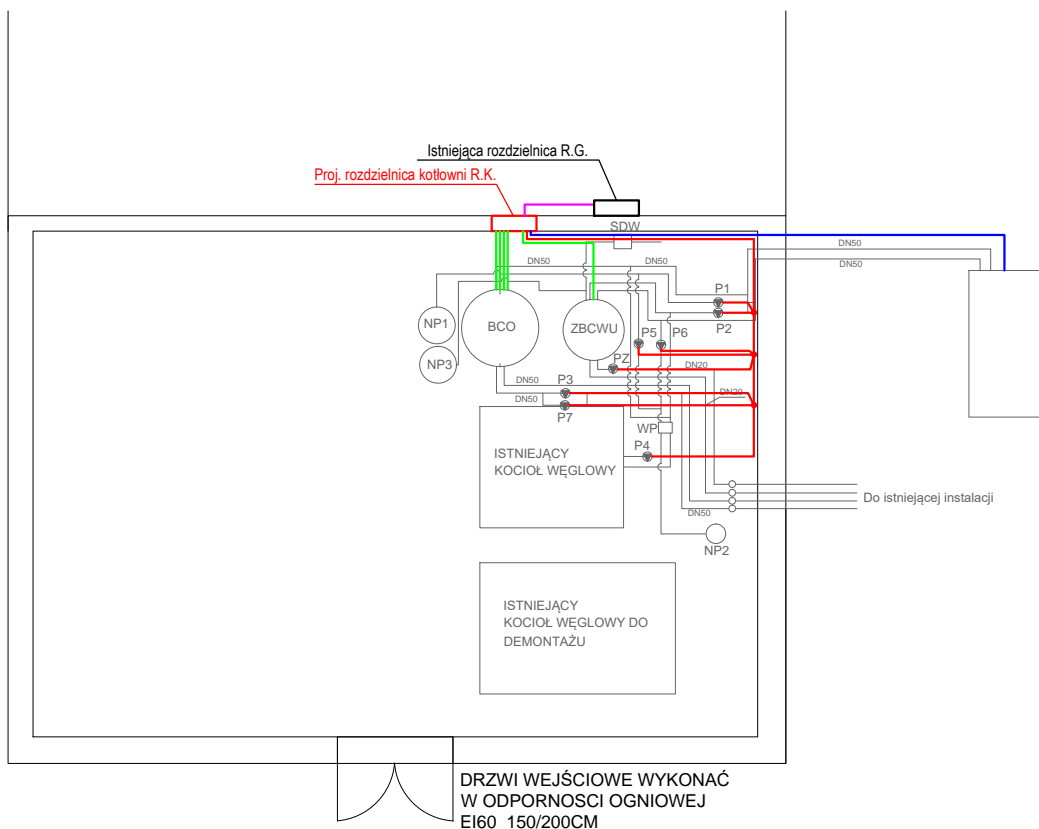 Istniejąca rozdzielnica R.G.
Proj. rozdzielnica kotłowni R.K.
SDW
DN50
DN50
DN50
DN50
P1
NP1
BCO
ZBCWU
P5
P6
P2
NP3
PZ
DN20
P3
DN50
DN20
DN50
P7
WP
P4
ISTNIEJĄCY
KOCIOŁ WĘGLOWY
Do istniejącej instalacji
DN50
NP2
ISTNIEJĄCY
KOCIOŁ WĘGLOWY DO
DEMONTAŻU
DRZWI WEJŚCIOWE WYKONAĆ
W ODPORNOSCI OGNIOWEJ
EI60 150/200CM